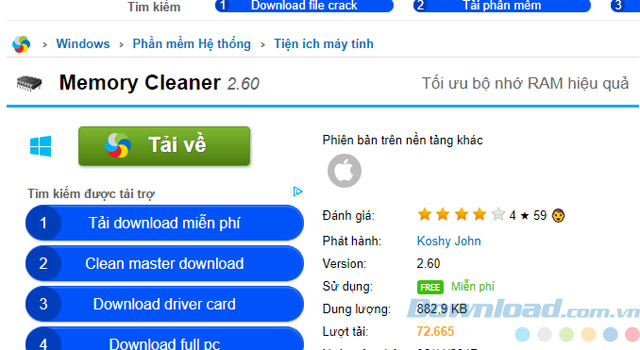 Tìm kiếm
1 Download file crack
2 Tải phần mềm
3
Windows › Phần mềm Hệ thống › Tiện ích máy tính
Memory Cleaner 2.60
Tối ưu bộ nhớ RAM hiệu quả
Tải về
Tìm kiếm được tài trợ
1 Tải download miễn phí
2 Clean master download
3 Download driver card
4 Download full pc
Phiên bản trên nền tảng khác
Đánh giá: 4 ★ 59
Phát hành: Koshy John
Version: 2.60
Sử dụng: FREE Miễn phí
Dung lượng: 882.9 KB
Lượt tải: 72.665
Download.com.vn